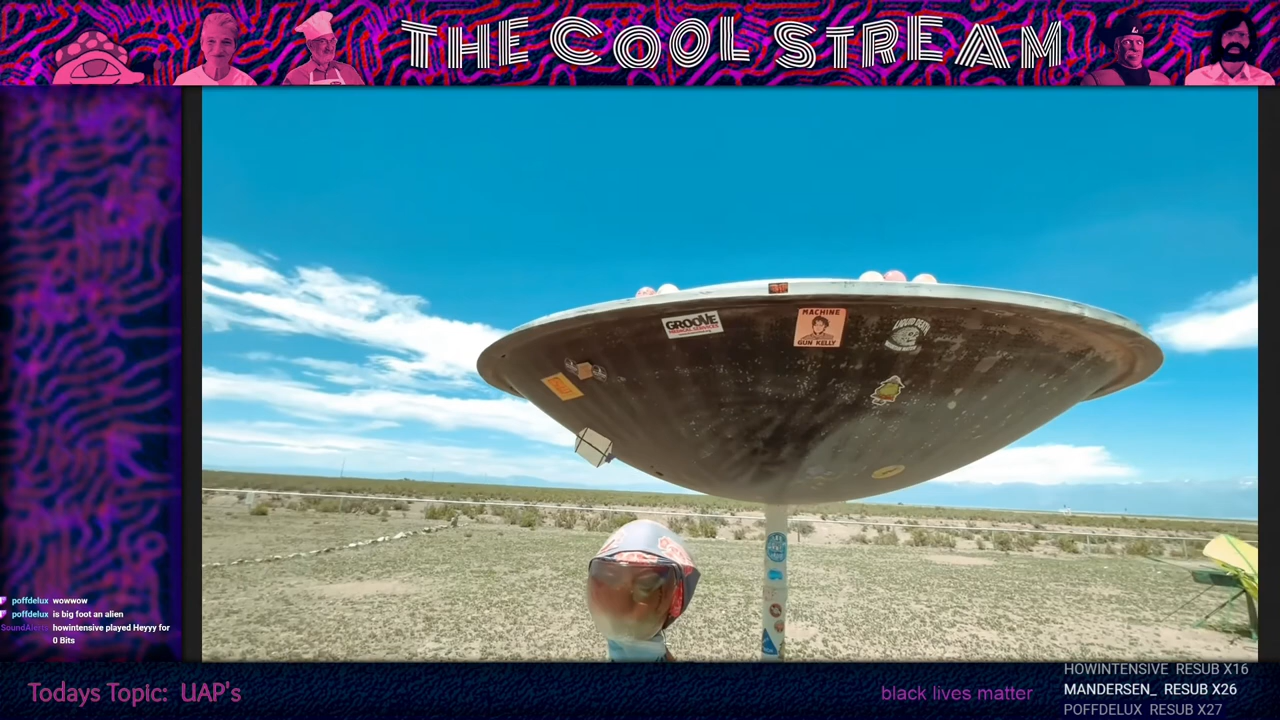 THE COOL STREAM
GROOVE
MEDICAL SERVICES
MACHINE
GUN KELLY
LIQUID DEATH
poffdelux wowwow
poffdelux is big foot an alien
SoundAlerts howintensive played Heyyy for
0 Bits
Todays Topic: UAP's
black lives matter
HOWINTENSIVE RESUB X16
MANDERSEN_ RESUB X26
POFFDELUX RESUB X27